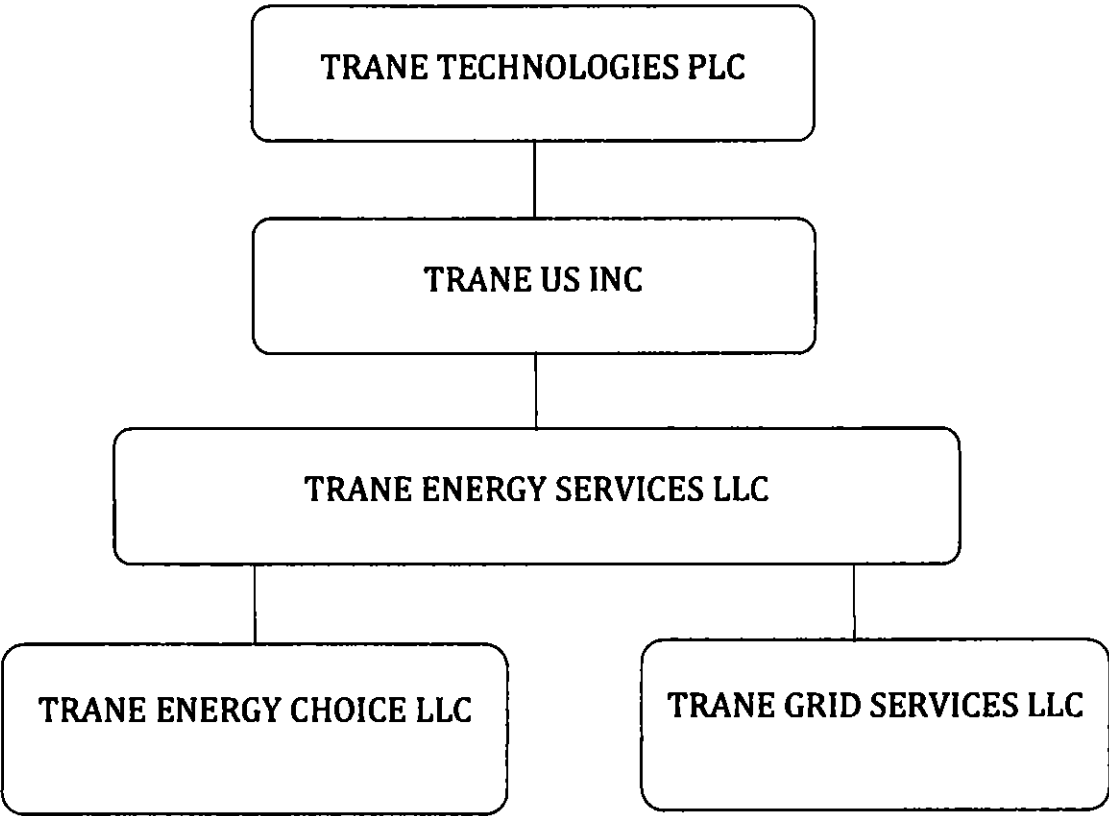 TRANE TECHNOLOGIES PLC
TRANE US INC
TRANE ENERGY SERVICES LLC
TRANE ENERGY CHOICE LLC
TRANE GRID SERVICES LLC